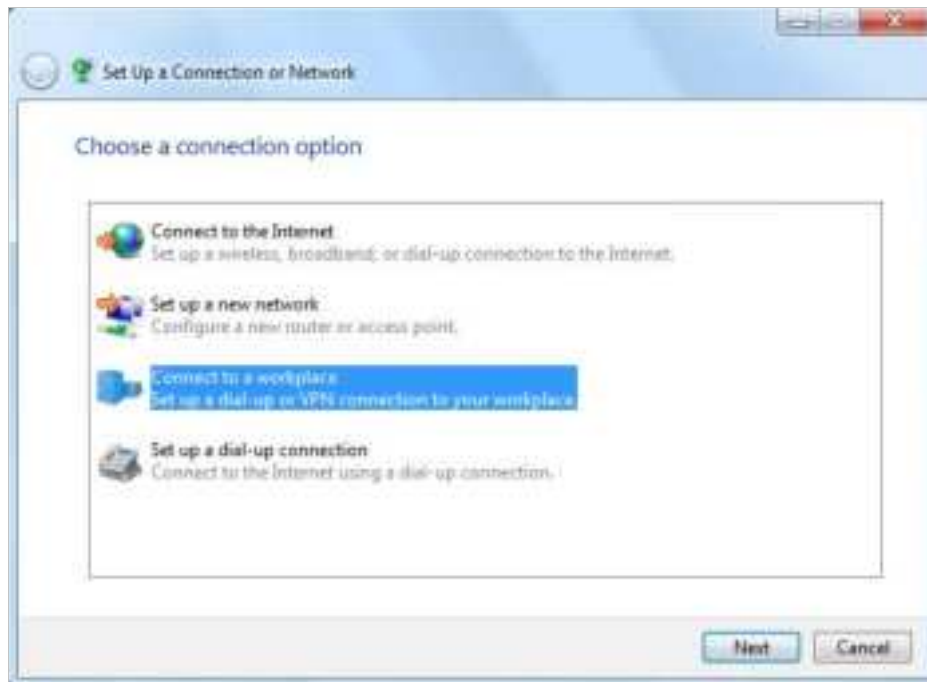 Set Up a Connection or Network
Choose a connection option
Connect to the Internet
Set up a wireless, broadband, or dial-up connection to the Internet.
Set up a new network
Configure a new router or access point.
Connect to a workplace
Set up a dial-up or VPN connection to your workplace.
Set up a dial-up connection
Connect to the Internet using a dial-up connection.
Next
Cancel